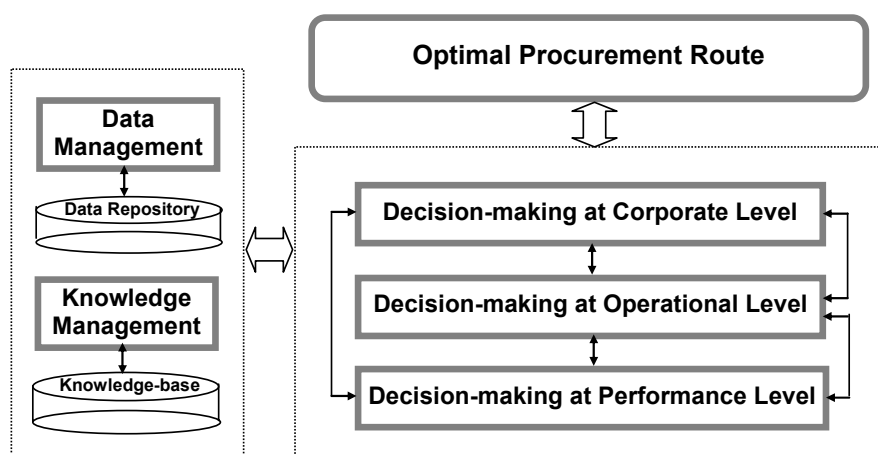 Optimal Procurement Route
Data
Management
Data Repository
Knowledge
Management
Knowledge-base
Decision-making at Corporate Level
Decision-making at Operational Level
Decision-making at Performance Level